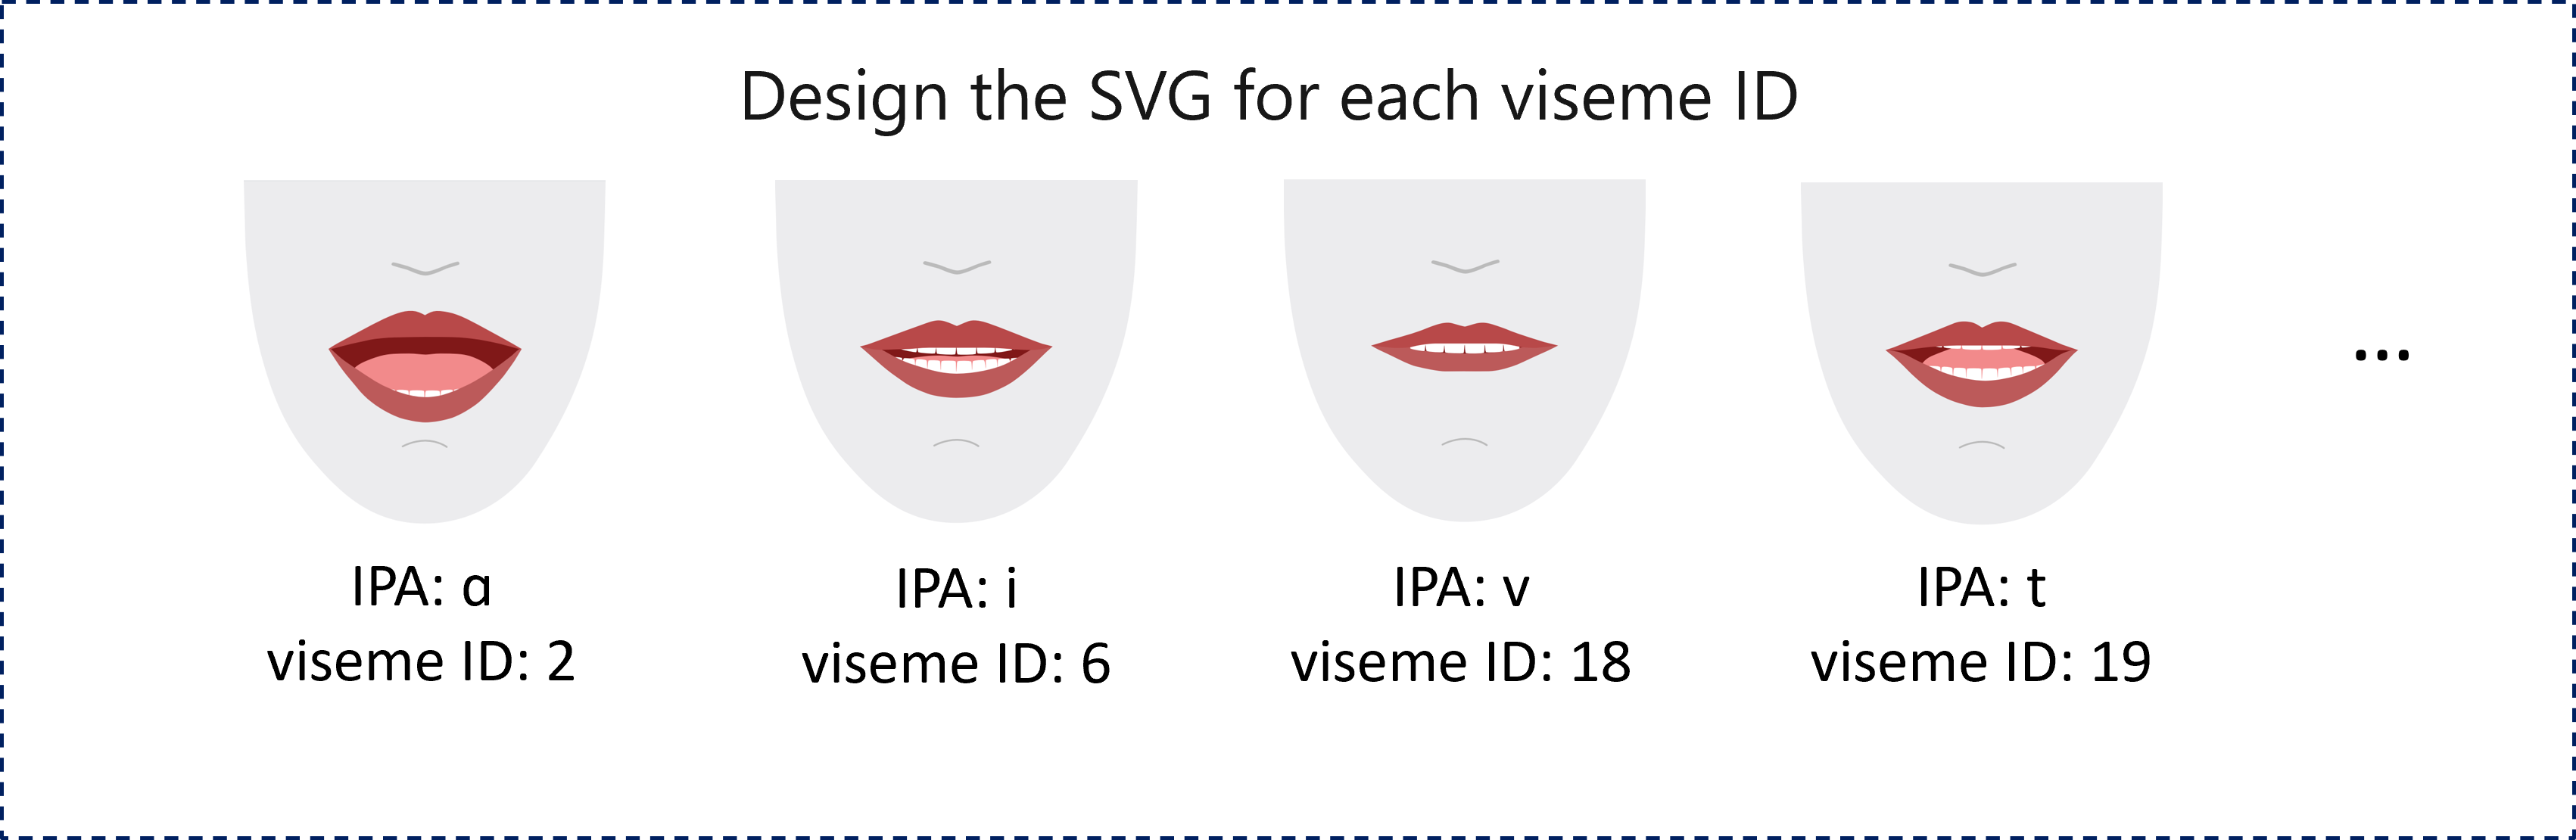 Design the SVG for each viseme ID
IPA: ɑ
viseme ID: 2
IPA: i
viseme ID: 6
IPA: v
viseme ID: 18
IPA: t
viseme ID: 19
...